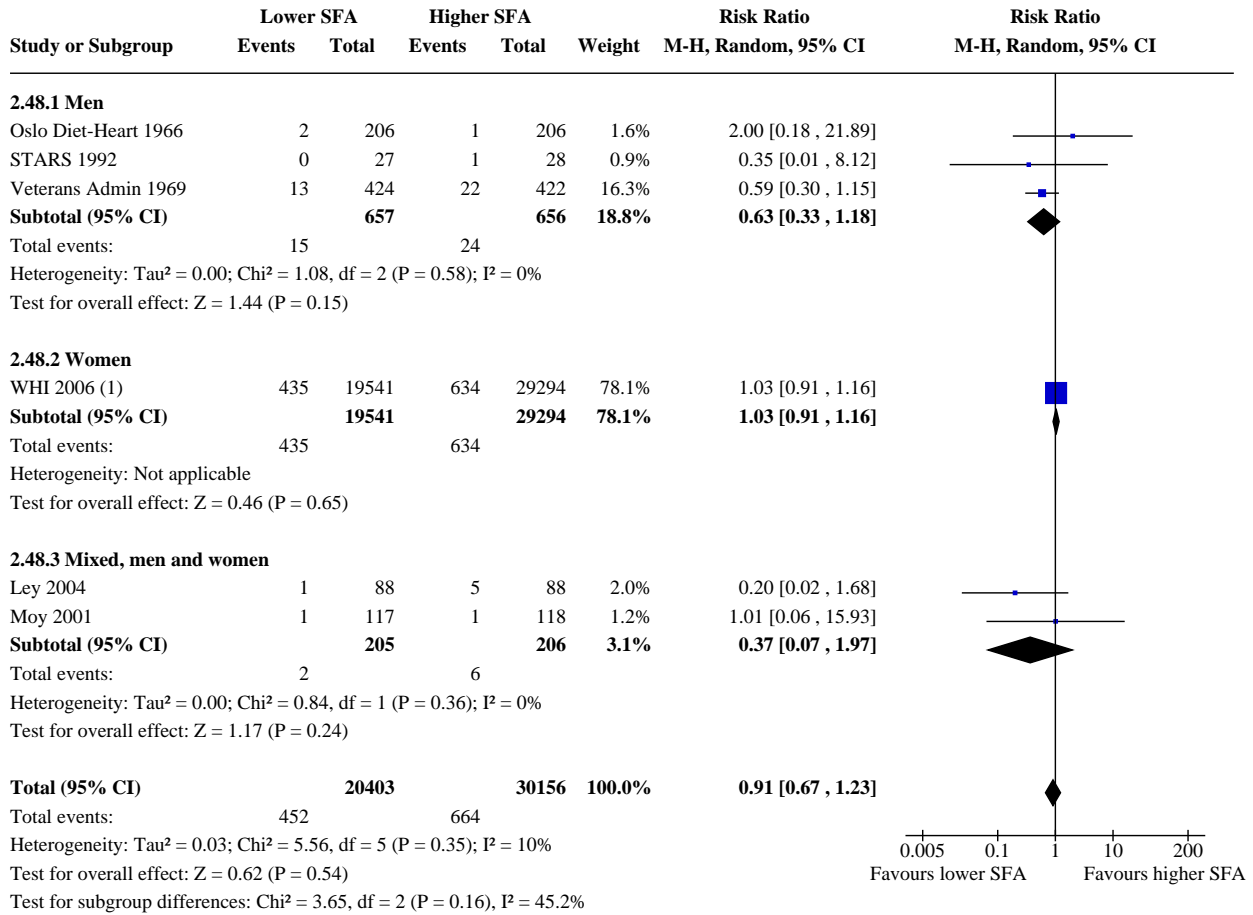 Lower SFA Higher SFA Risk Ratio Risk Ratio
Study or Subgroup Events Total Events Total Weight M-H, Random, 95% CI M-H, Random, 95% CI
2.48.1 Men
Oslo Diet-Heart 1966 2 206 1 206 1.6% 2.00 [0.18 , 21.89]
STARS 1992 0 27 1 28 0.9% 0.35 [0.01 , 8.12]
Veterans Admin 1969 13 424 22 422 16.3% 0.59 [0.30 , 1.15]
Subtotal (95% CI) 657 656 18.8% 0.63 [0.33 , 1.18]
Total events: 15 24
Heterogeneity: Tau² = 0.00; Chi² = 1.08, df = 2 (P = 0.58); I² = 0%
Test for overall effect: Z = 1.44 (P = 0.15)
2.48.2 Women
WHI 2006 (1) 435 19541 634 29294 78.1% 1.03 [0.91 , 1.16]
Subtotal (95% CI) 19541 29294 78.1% 1.03 [0.91 , 1.16]
Total events: 435 634
Heterogeneity: Not applicable
Test for overall effect: Z = 0.46 (P = 0.65)
2.48.3 Mixed, men and women
Ley 2004 1 88 5 88 2.0% 0.20 [0.02 , 1.68]
Moy 2001 1 117 1 118 1.2% 1.01 [0.06 , 15.93]
Subtotal (95% CI) 205 206 3.1% 0.37 [0.07 , 1.97]
Total events: 2 6
Heterogeneity: Tau² = 0.00; Chi² = 0.84, df = 1 (P = 0.36); I² = 0%
Test for overall effect: Z = 1.17 (P = 0.24)
Total (95% CI) 20403 30156 100.0% 0.91 [0.67 , 1.23]
Total events: 452 664
Heterogeneity: Tau² = 0.03; Chi² = 5.56, df = 5 (P = 0.35); I² = 10%
0.005 0.1 1 10 200
Test for overall effect: Z = 0.62 (P = 0.54) Favours lower SFA Favours higher SFA
Test for subgroup differences: Chi² = 3.65, df = 2 (P = 0.16), I² = 45.2%